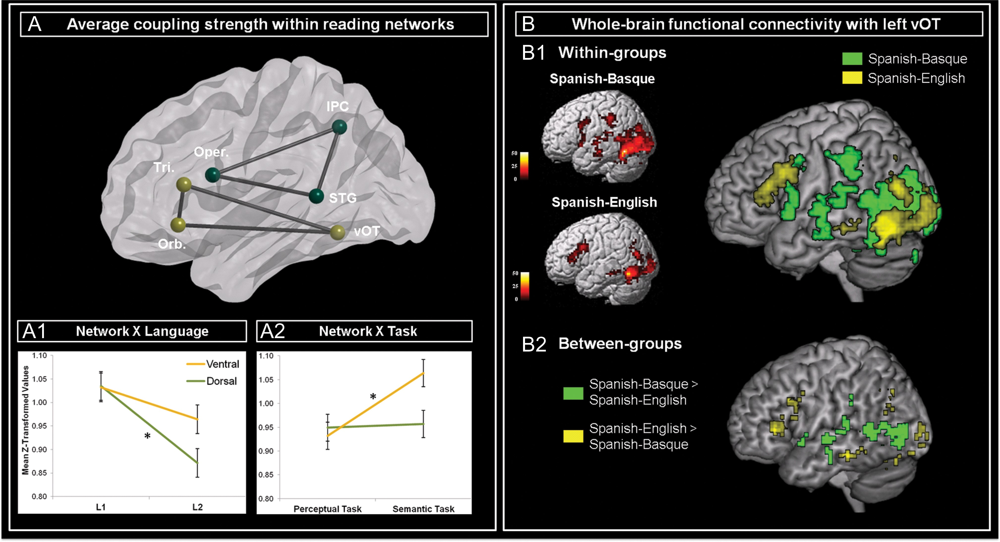 A Average coupling strength within reading networks
IPC
Oper.
Tri.
STG
vOT
Orb.
A1 Network X Language
Mean Z-Transformed Values
1.10
1.05
1.00
0.95
0.90
0.85
0.80
Ventral
Dorsal
*
L1 L2
A2 Network X Task
1.10
1.05
1.00
0.95
0.90
0.85
0.80
*
Perceptual Task Semantic Task
B Whole-brain functional connectivity with left vOT
B1 Within-groups
Spanish-Basque
Spanish-English
Spanish-Basque
50
25
0
Spanish-English
50
25
0
B2 Between-groups
Spanish-Basque >
Spanish-English
Spanish-English >
Spanish-Basque